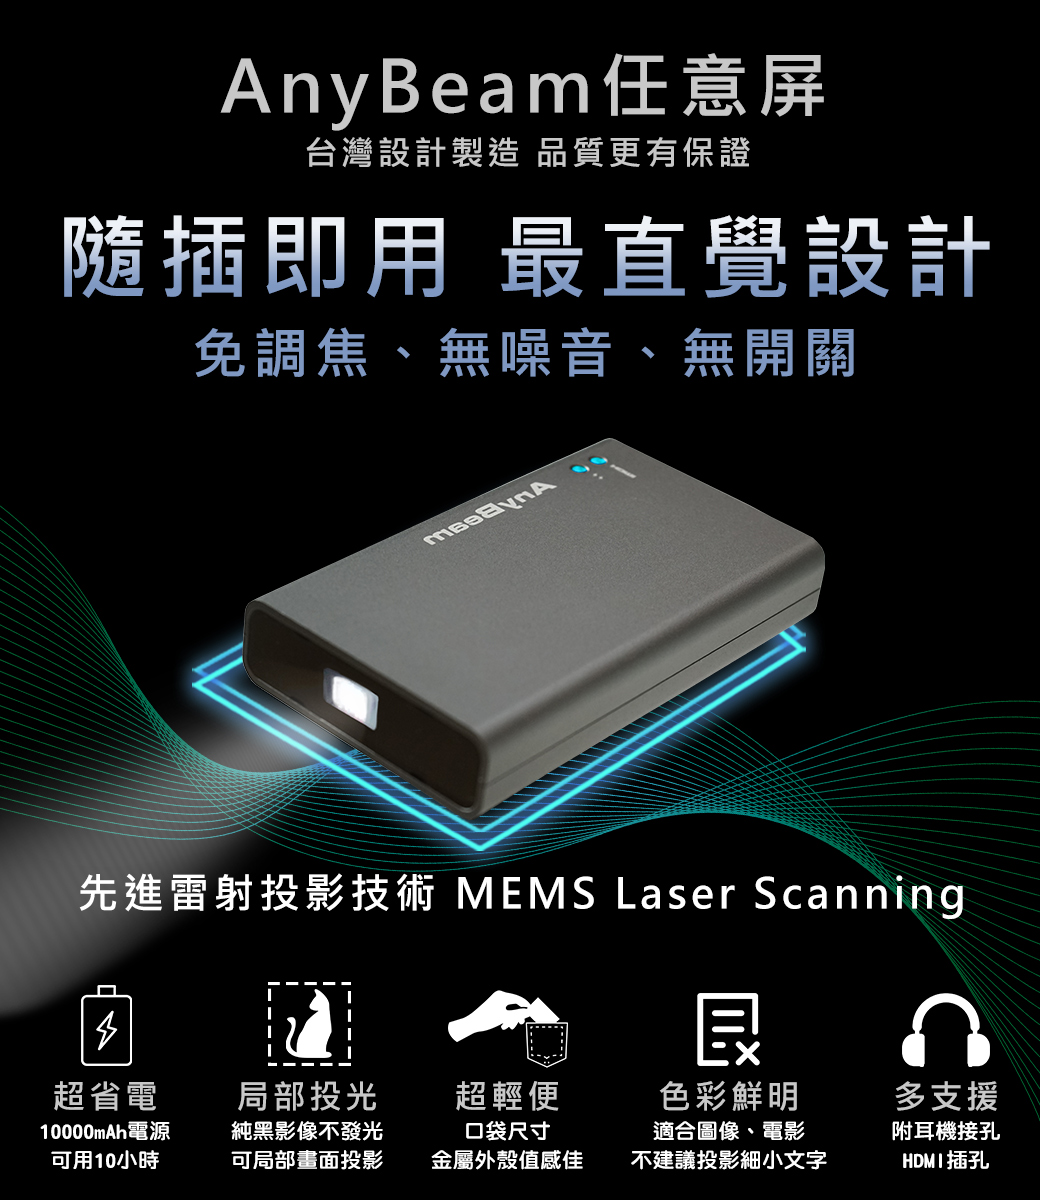 AnyBeam任意屏
台灣設計製造 品質更有保證
隨插即用 最直覺設計
免調焦、無噪音、無開關
AnyBeam
先進雷射投影技術 MEMS Laser Scanning
超省電
10000mAh電源
可用10小時
局部投光
純黑影像不發光
可局部畫面投影
超輕便
口袋尺寸
金屬外殼值感佳
色彩鮮明
適合圖像、電影
不建議投影細小文字
多支援
附耳機接孔
HDMI插孔